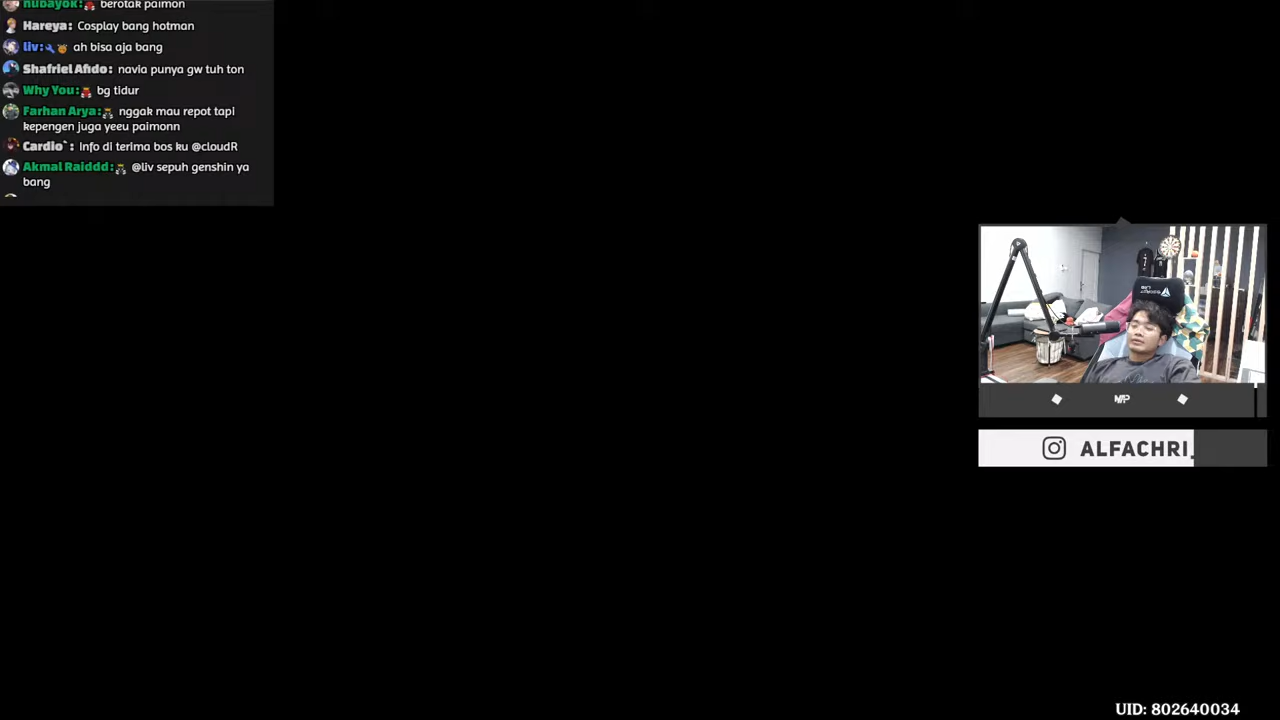 nubayok: berotak paimon
Hareya: Cosplay bang hotman
liv: ah bisa aja bang
Shafriel Afido: navia punya gw tuh ton
Why You: bg tidur
Farhan Arya: nggak mau repot tapi
kepengen juga yeeu paimonn
Cardio`: Info di terima bos ku @cloudR
Akmal Raiddd: @liv sepuh genshin ya
bang
ALFACHRI_
UID: 802640034